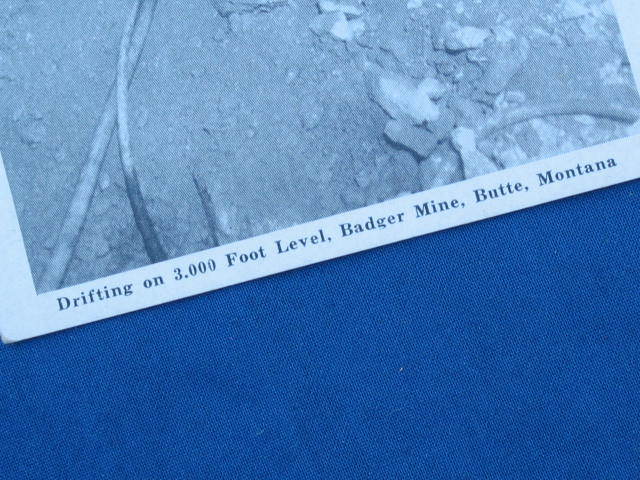 Drifting on 3.000 Foot Level, Badger Mine, Butte, Montana